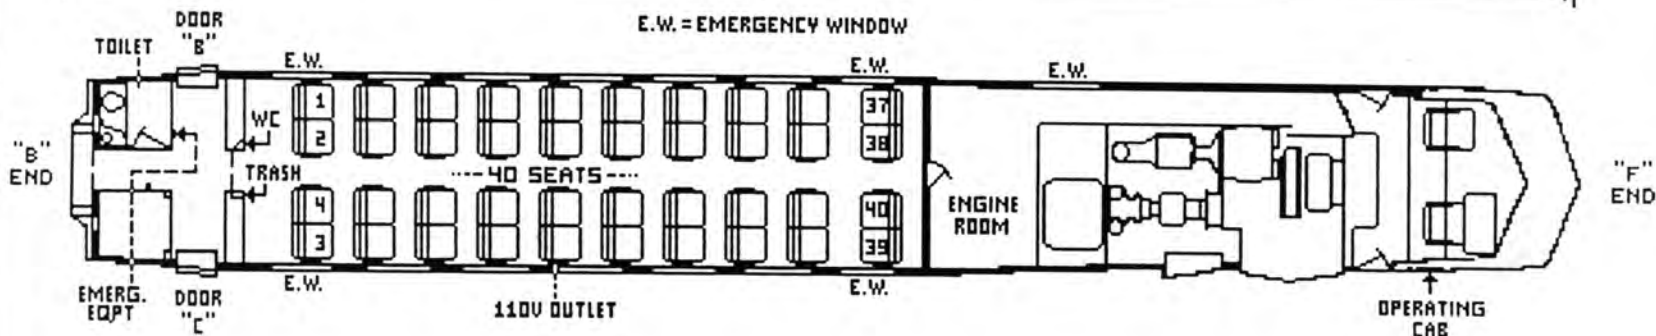 DOOR
"B"
TOILET
E.W. = EMERGENCY WINDOW
E.W.
E.W.
E.W.
1
2
WC
TRASH
37
38
"B"
END
40 SEATS
4
3
40
39
ENGINE
ROOM
"F"
END
EMERG.
EQPT
DOOR
"C"
E.W.
110V OUTLET
E.W.
OPERATING
CAB